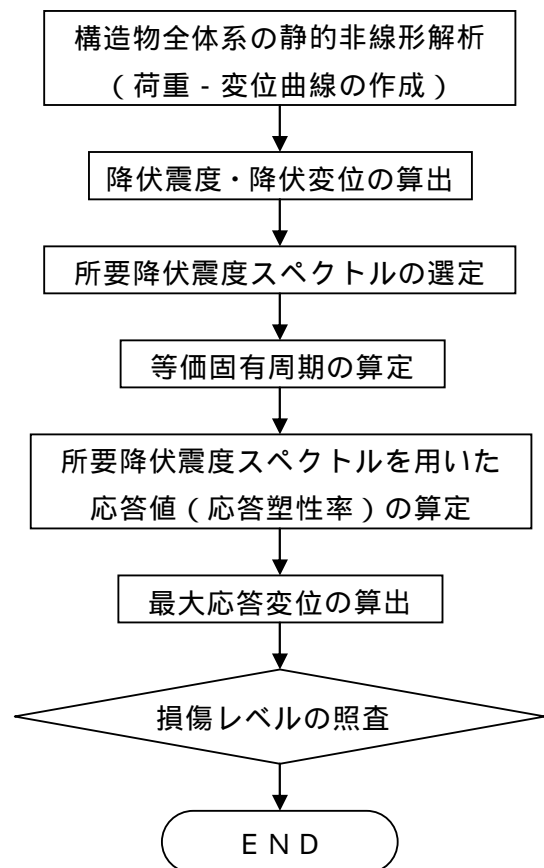 構造物全体系の静的非線形解析
（荷重 - 変位曲線の作成）
降伏震度・降伏変位の算出
所要降伏震度スペクトルの選定
等価固有周期の算定
所要降伏震度スペクトルを用いた
応答値（応答塑性率）の算定
最大応答変位の算出
損傷レベルの照査
ＥＮＤ